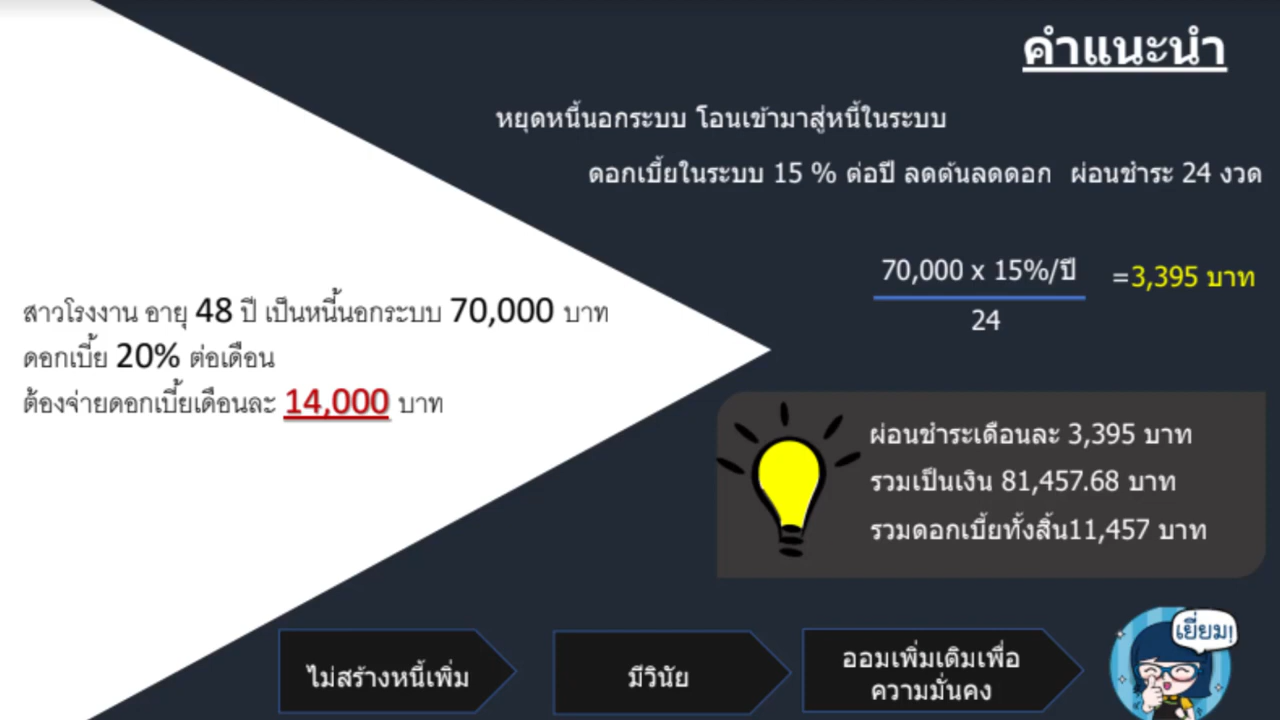 คำแนะนำ
หยุดหนี้นอกระบบ โอนเข้ามาสู่หนี้ในระบบ
ดอกเบี้ยในระบบ 15 % ต่อปี ลดต้นลดดอก ผ่อนชำระ 24 งวด
70,000 x 15%/ปี
=3,395 บาท
24
สาวโรงงาน อายุ 48 ปี เป็นหนี้นอกระบบ 70,000 บาท
ดอกเบี้ย 20% ต่อเดือน
ต้องจ่ายดอกเบี้ยเดือนละ 14,000 บาท
ผ่อนชำระเดือนละ 3,395 บาท
รวมเป็นเงิน 81,457.68 บาท
รวมดอกเบี้ยทั้งสิ้น11,457 บาท
ไม่สร้างหนี้เพิ่ม
มีวินัย
ออมเพิ่มเติมเพื่อ
ความมั่นคง
เยี่ยม!